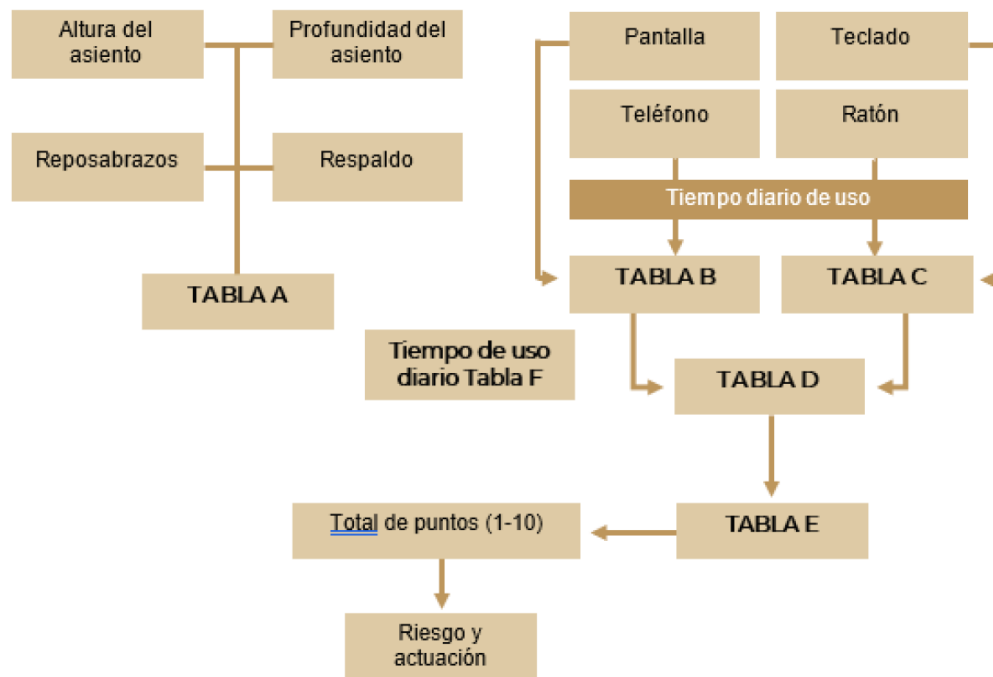 Altura del
asiento
Profundidad del
asiento
Reposabrazos
Respaldo
TABLA A
Pantalla
Teclado
Teléfono
Ratón
Tiempo diario de uso
TABLA B
TABLA C
Tiempo de uso
diario Tabla F
TABLA D
Total de puntos (1-10)
TABLA E
Riesgo y
actuación